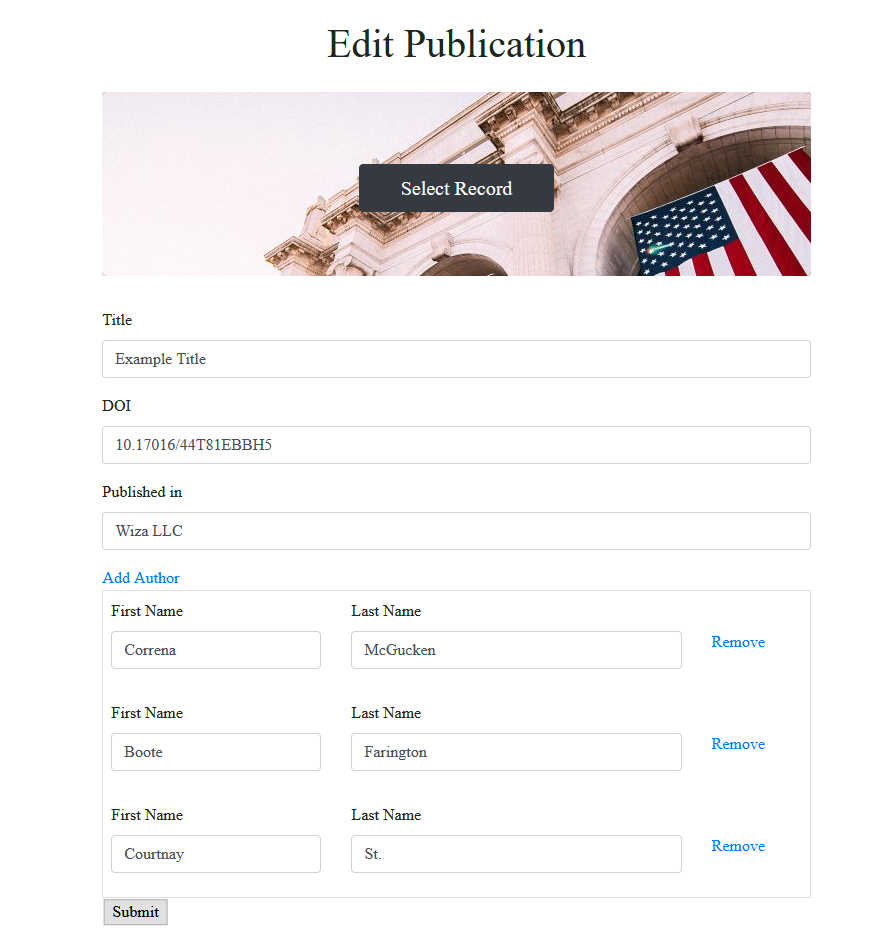 Edit Publication
Select Record
Title
Example Title
DOI
10.17016/44T81EBBH5
Published in
Wiza LLC
Add Author
First Name Last Name
Correna McGucken Remove
First Name Last Name
Boote Farington Remove
First Name Last Name
Courtnay St. Remove
Submit